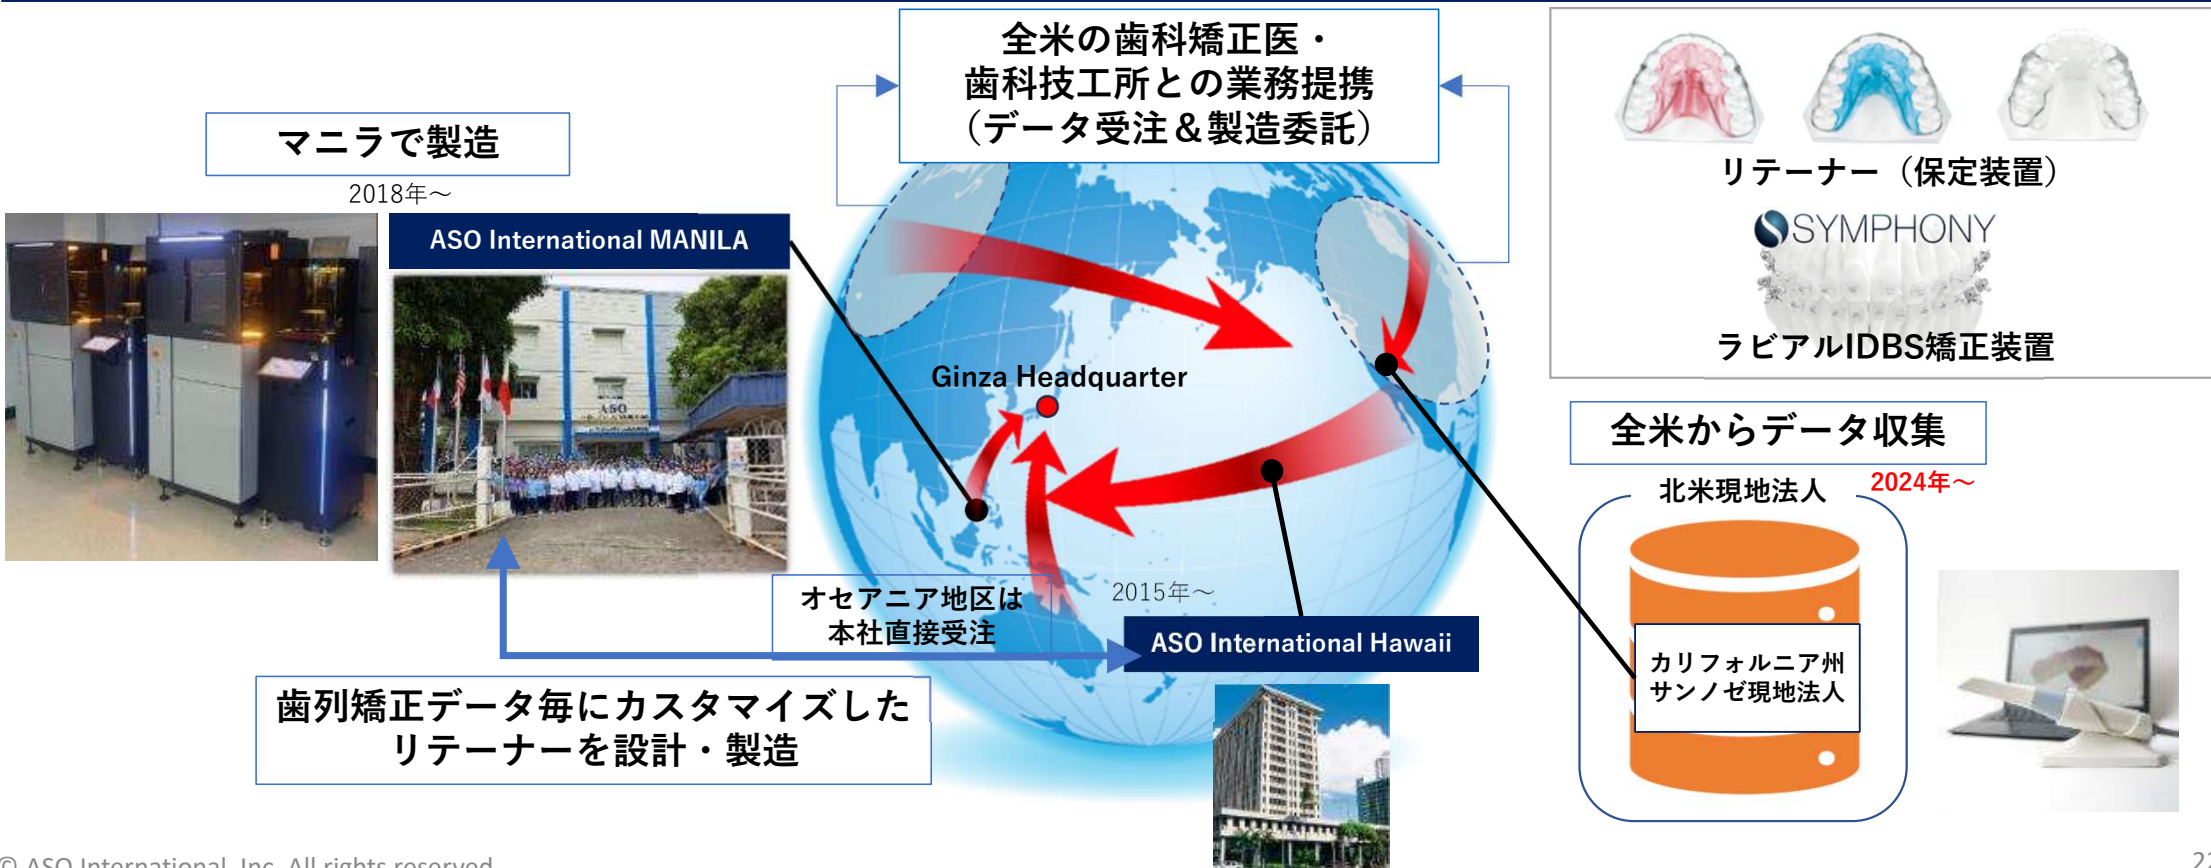 全米の歯科矯正医・
歯科技工所との業務提携
（データ受注＆製造委託）
マニラで製造
2018年～
ASO International MANILA
ASO
Ginza Headquarter
リテーナー（保定装置）
SYMPHONY
ラビアルIDBS矯正装置
全米からデータ収集
2024年～
北米現地法人
カリフォルニア州
サンノゼ現地法人
オセアニア地区は
本社直接受注
2015年～
ASO International Hawaii
歯列矯正データ毎にカスタマイズした
リテーナーを設計・製造
© ASO International, Inc. All rights reserved